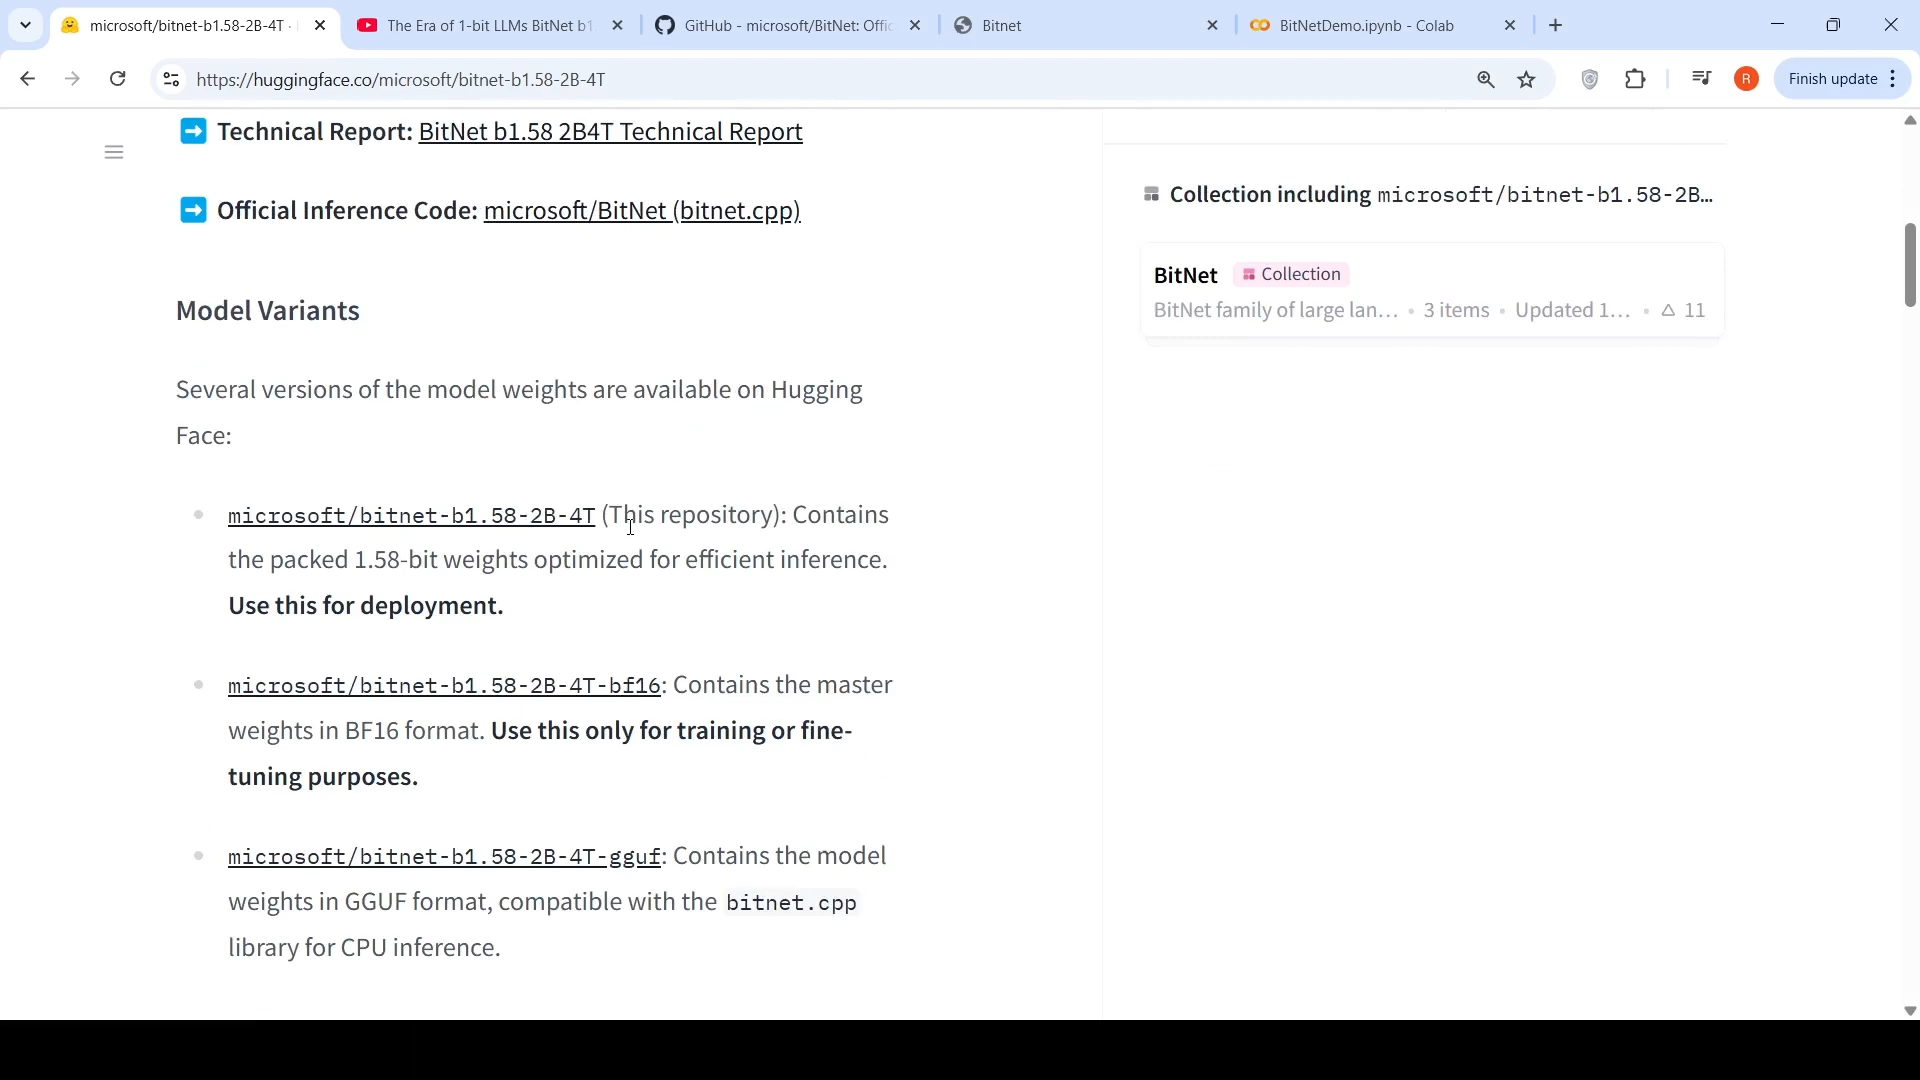 microsoft/bitnet-b1.58-2B-4T ·
The Era of 1-bit LLMs BitNet b1
GitHub - microsoft/BitNet: Offic
Bitnet
BitNetDemo.ipynb - Colab
https://huggingface.co/microsoft/bitnet-b1.58-2B-4T
R
Finish update
Technical Report: BitNet b1.58 2B4T Technical Report
Official Inference Code: microsoft/BitNet (bitnet.cpp)
Model Variants
Several versions of the model weights are available on Hugging
Face:
microsoft/bitnet-b1.58-2B-4T (This repository): Contains
the packed 1.58-bit weights optimized for efficient inference.
Use this for deployment.
microsoft/bitnet-b1.58-2B-4T-bf16: Contains the master
weights in BF16 format. Use this only for training or fine-
tuning purposes.
microsoft/bitnet-b1.58-2B-4T-gguf: Contains the model
weights in GGUF format, compatible with the bitnet.cpp
library for CPU inference.
Collection including microsoft/bitnet-b1.58-2B…
BitNet Collection
BitNet family of large lan… • 3 items • Updated 1… • 11